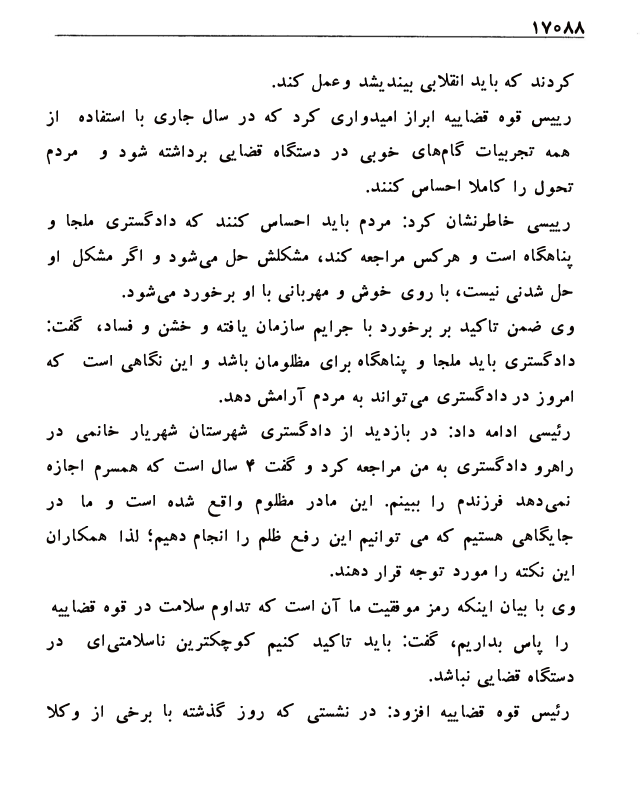 ۱۷۰۸۸
کردند که باید انقلابی بیندیشد وعمل کند.
رییس قوه قضاییه ابراز امیدواری کرد که در سال جاری با استفاده از
همه تجربیات گام‌های خوبی در دستگاه قضایی برداشته شود و مردم
تحول را کاملا احساس کنند.
رییسی خاطرنشان کرد: مردم باید احساس کنند که دادگستری ملجا و
پناهگاه است و هرکس مراجعه کند، مشکلش حل می‌شود و اگر مشکل او
حل شدنی نیست، با روی خوش و مهربانی با او برخورد می‌شود.
وی ضمن تاکید بر برخورد با جرایم سازمان یافته و خشن و فساد، گفت:
دادگستری باید ملجا و پناهگاه برای مظلومان باشد و این نگاهی است که
امروز در دادگستری می‌تواند به مردم آرامش دهد.
رئیسی ادامه داد: در بازدید از دادگستری شهرستان شهریار خانمی در
راهرو دادگستری به من مراجعه کرد و گفت ۴ سال است که همسرم اجازه
نمی‌دهد فرزندم را ببینم. این مادر مظلوم واقع شده است و ما در
جایگاهی هستیم که می توانیم این رفع ظلم را انجام دهیم؛ لذا همکاران
این نکته را مورد توجه قرار دهند.
وی با بیان اینکه رمز موفقیت ما آن است که تداوم سلامت در قوه قضاییه
را پاس بداریم، گفت: باید تاکید کنیم کوچکترین ناسلامتی‌ای در
دستگاه قضایی نباشد.
رئیس قوه قضاییه افزود: در نشستی که روز گذشته با برخی از وکلا